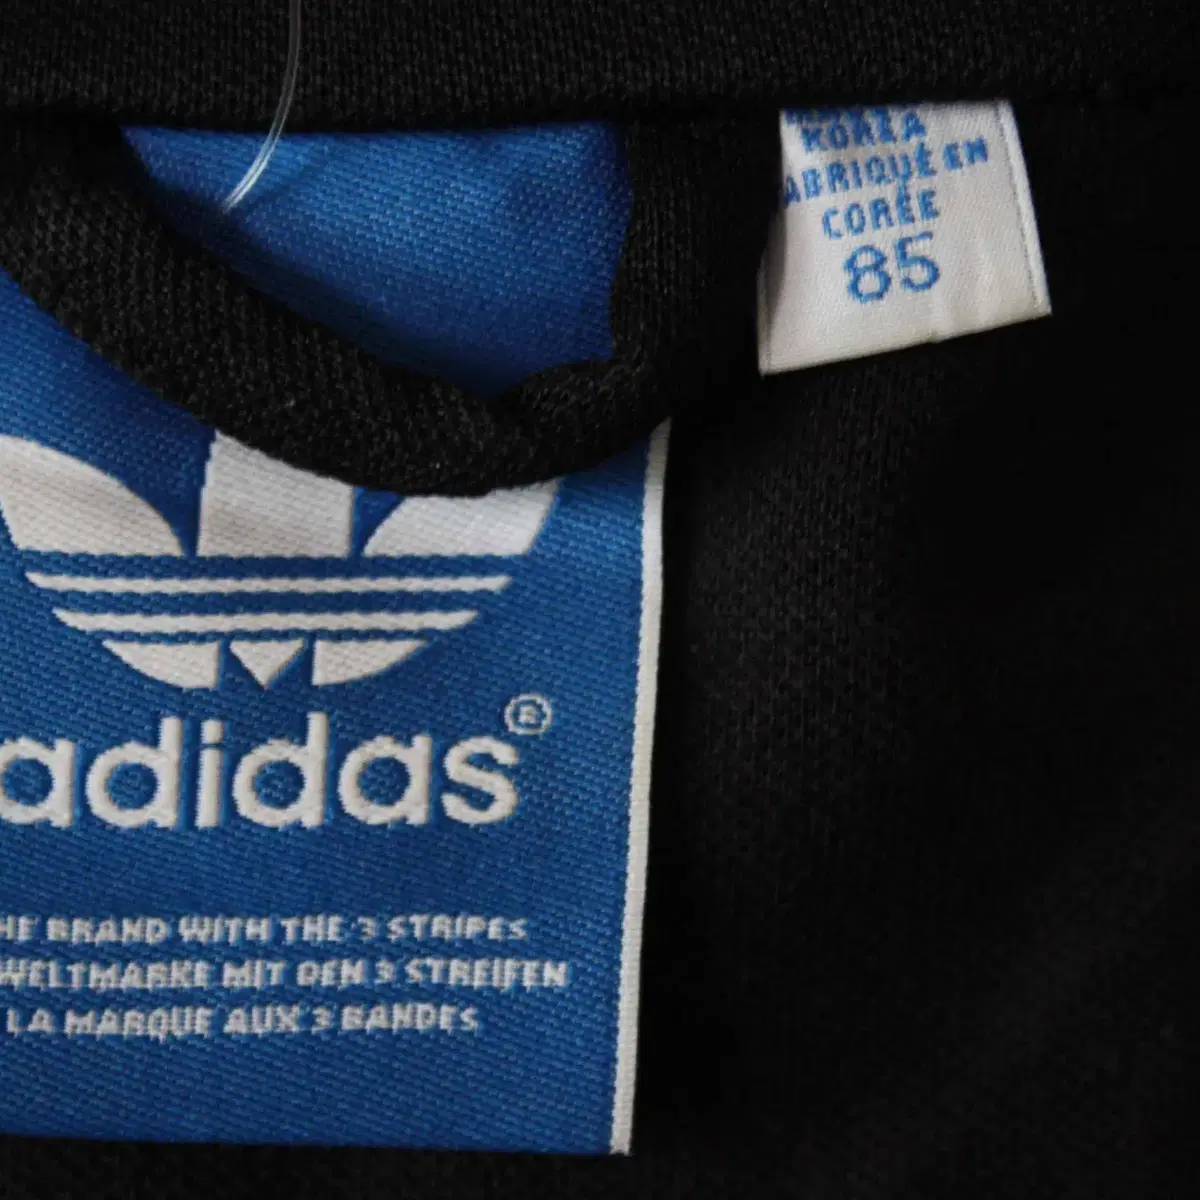 KOREA
ABRIQUÉ EN
CORÉE
85
adidas®
HE BRAND WITH THE 3 STRIPES
WELTMARKE MIT DEN 3 STREIFEN
LA MARQUE AUX 3 BANDES